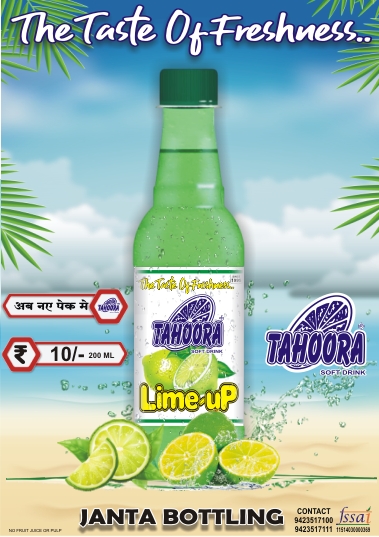 The Taste Of Freshness..
The Taste Of Freshness..
TAHOORA
SOFT DRINK
Lime-uP
अब नए पेक मे
TAHOORA
₹ 10/- 200 ML
TAHOORA
SOFT DRINK
JANTA BOTTLING
CONTACT
9423517100
9423517111
fssai
11514030000369
NO FRUIT JUICE OR PULP